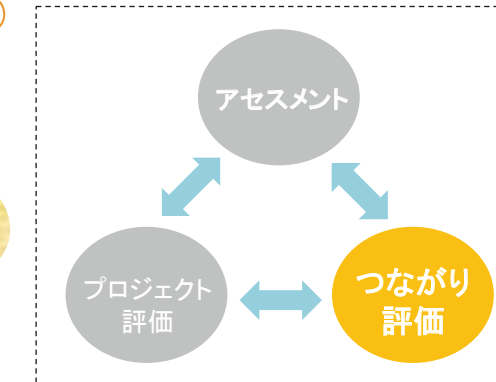 アセスメント
プロジェクト
評価
つながり
評価